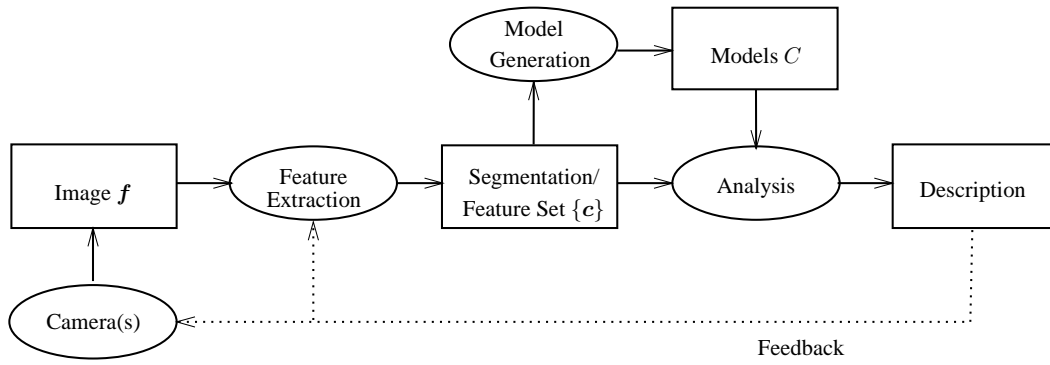 Model
Generation
Models C
Image f
Feature
Extraction
Segmentation/
Feature Set {c}
Analysis
Description
Camera(s)
Feedback